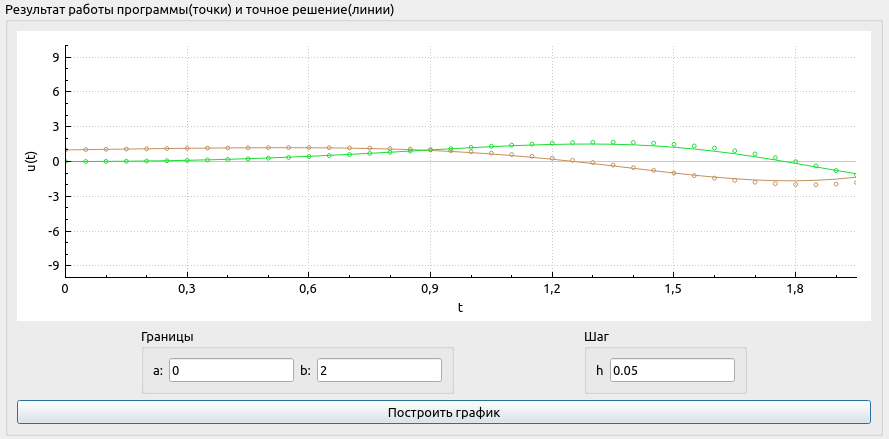 Результат работы программы(точки) и точное решение(линии)
9
6
3
0
-3
-6
-9
u(t)
0 0,3 0,6 0,9 1,2 1,5 1,8
t
Границы Шаг
a: 0 b: 2 h 0.05
Построить график